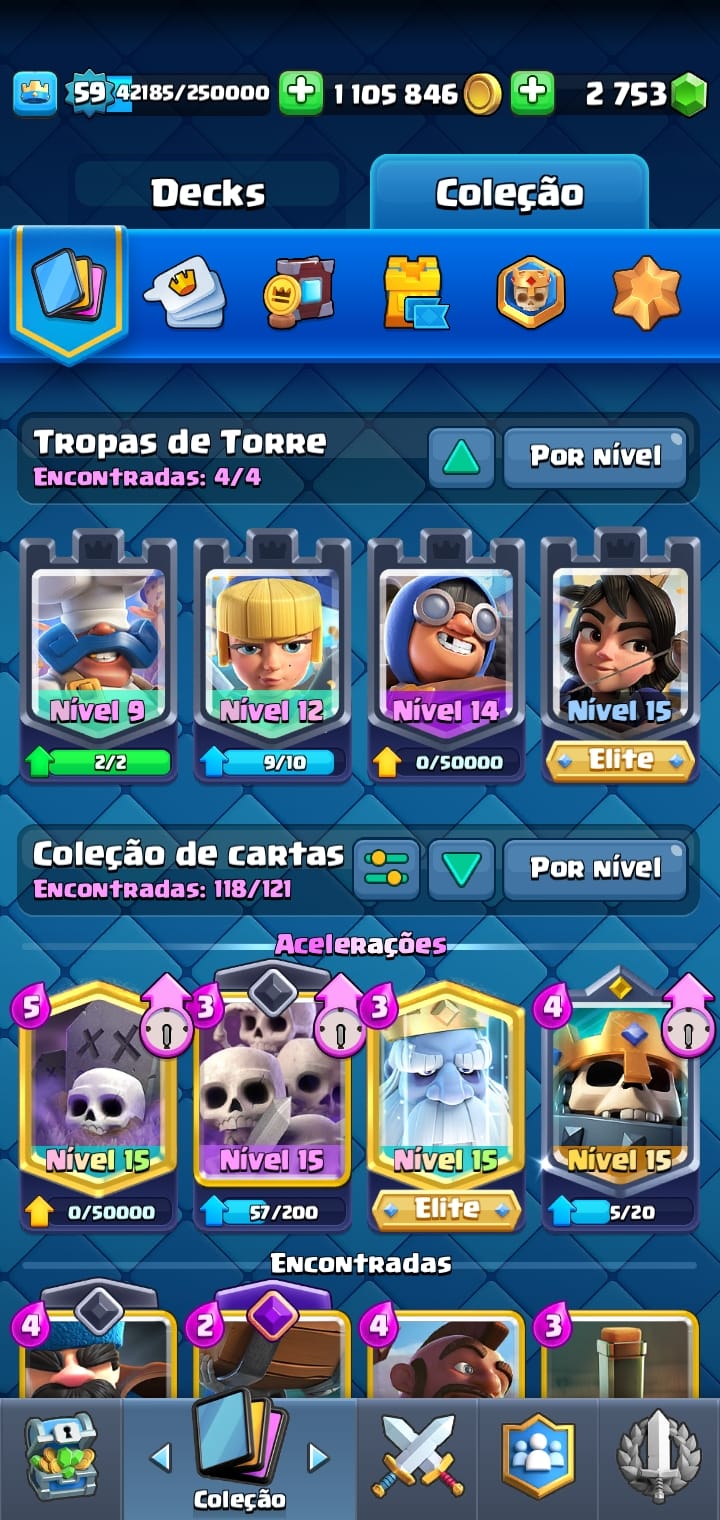 59 42185/250000 1 105 846 2 753
Decks Coleção
Tropas de Torre
Encontradas: 4/4
Por nível
Nível 9 Nível 12 Nível 14 Nível 15
2/2 9/10 0/50000 Elite
Coleção de cartas
Encontradas: 118/121
Por nível
Acelerações
5 3 3 4
Nível 15 Nível 15 Nível 15 Nível 15
0/50000 57/200 Elite 5/20
Encontradas
4 2 4 3
Coleção